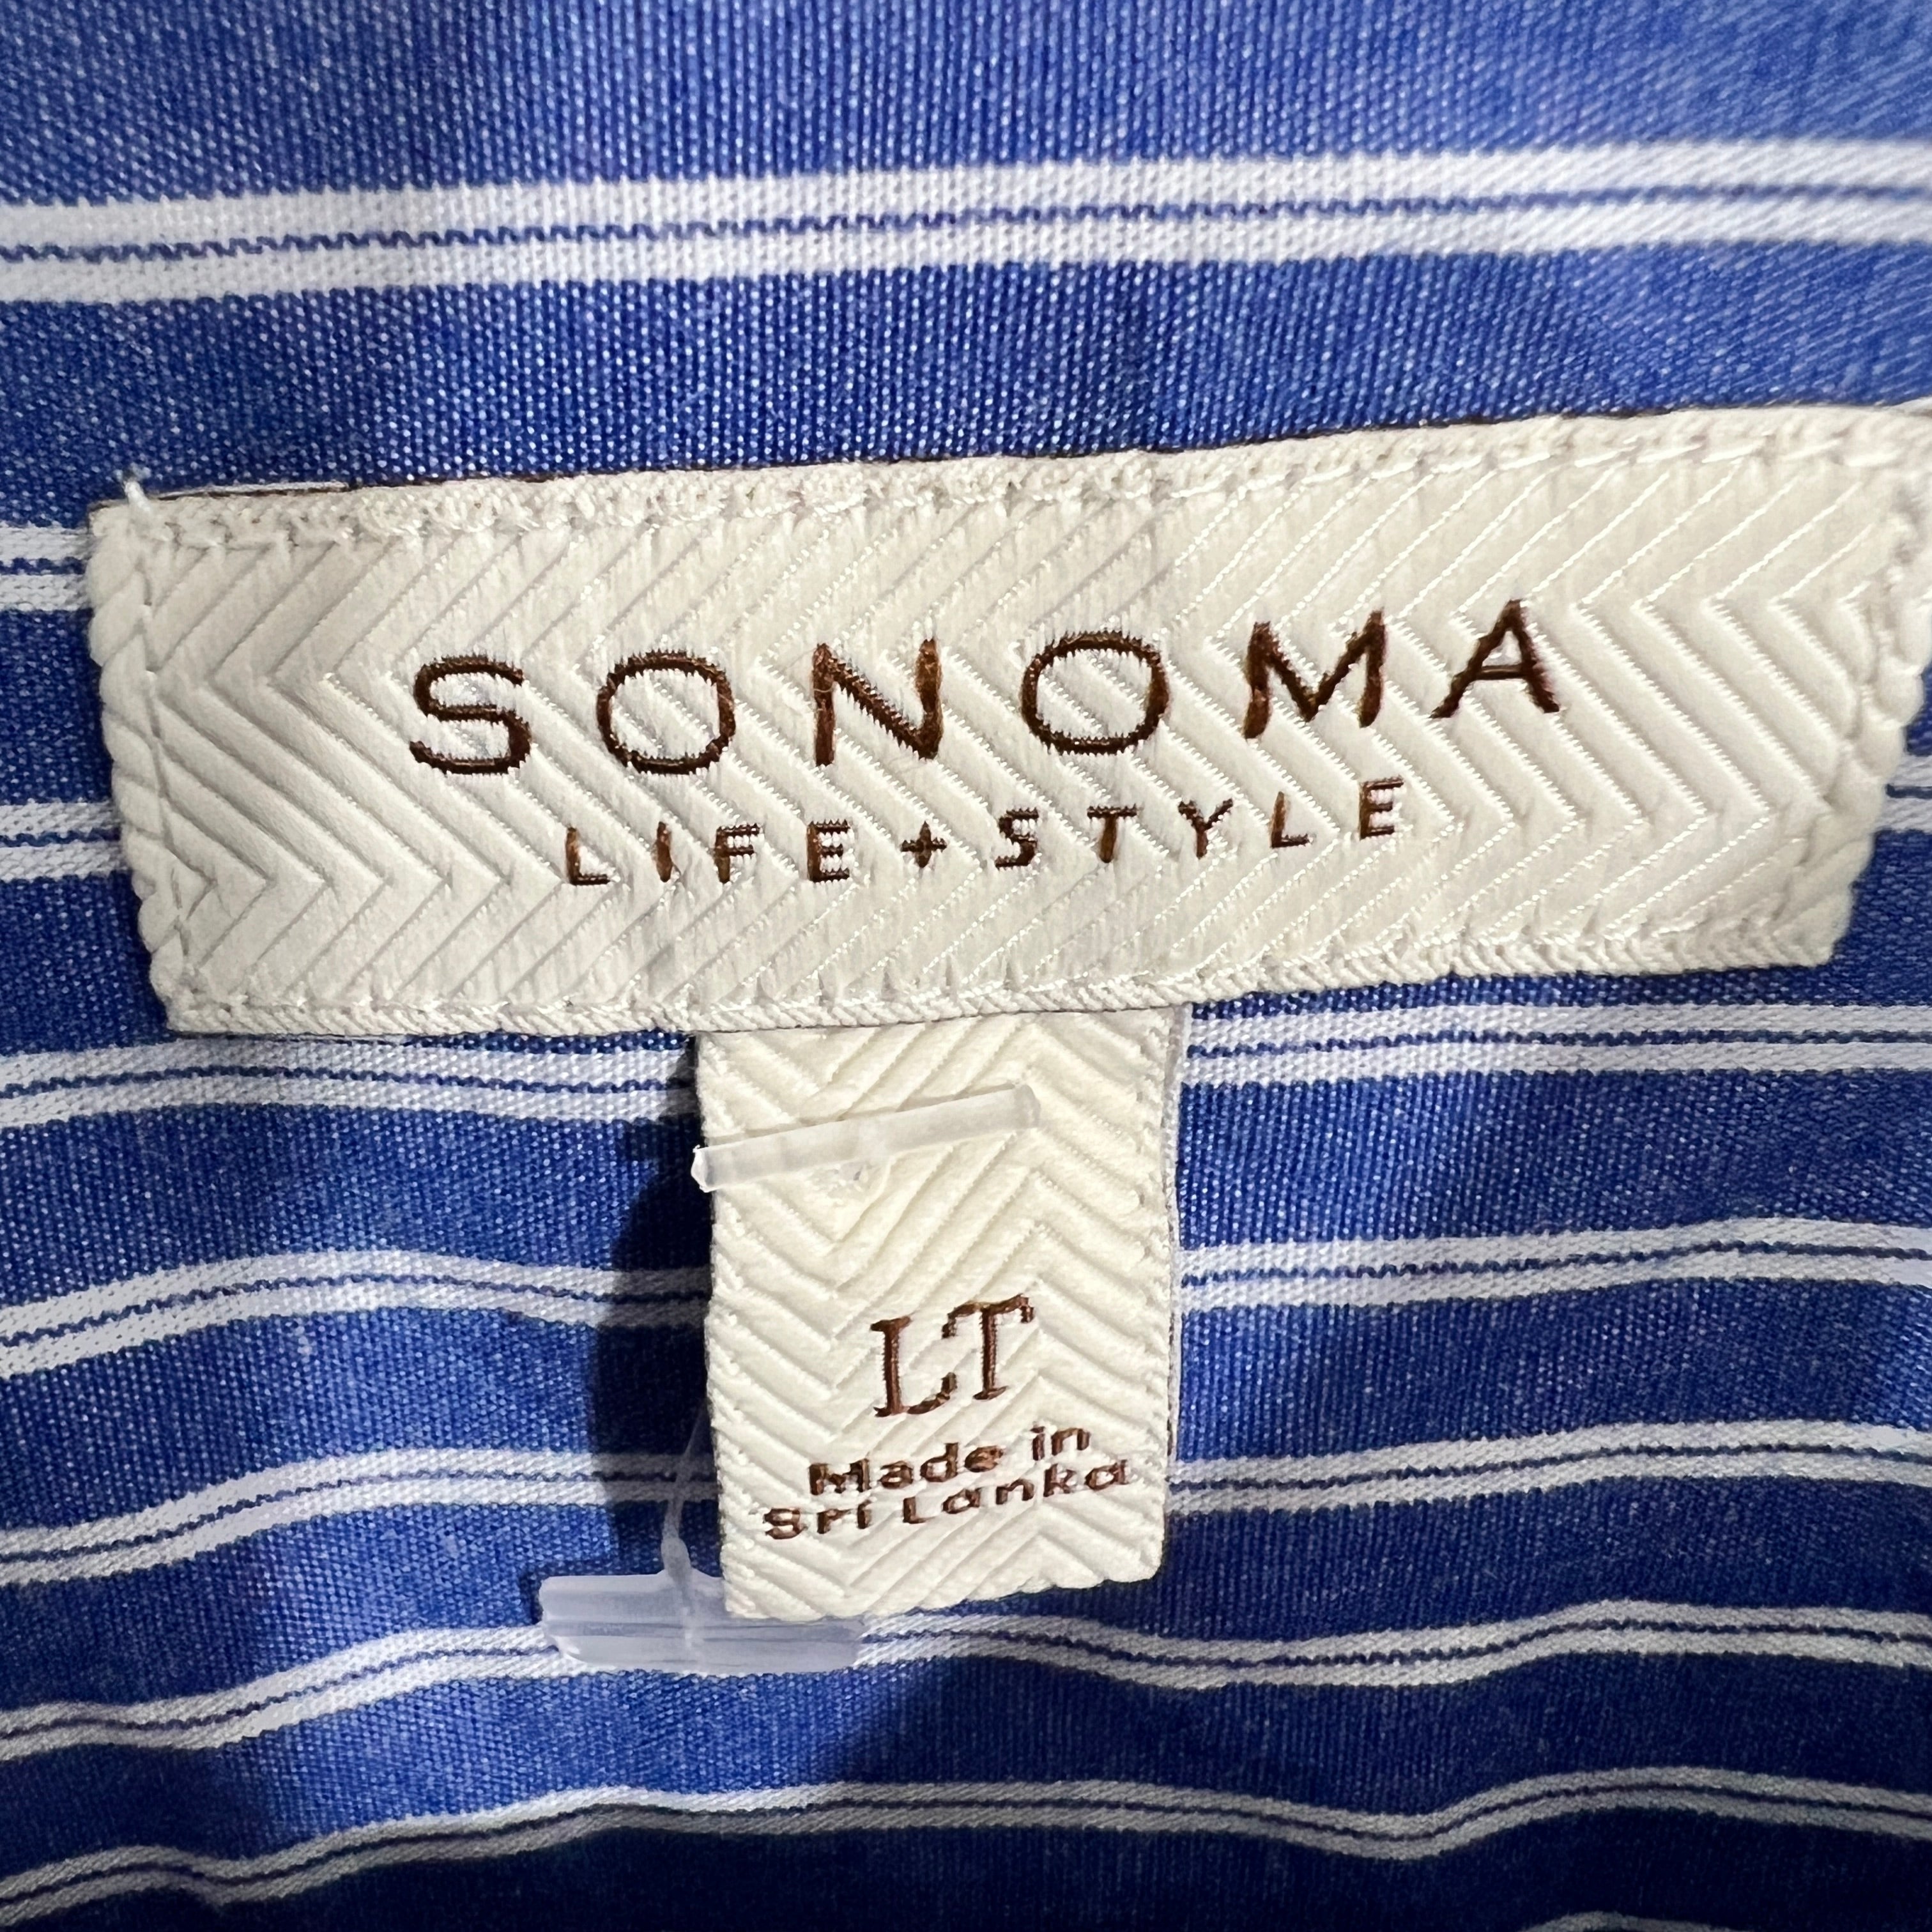 SONOMA
LIFE+STYLE
LT
Made in
Sri Lanka